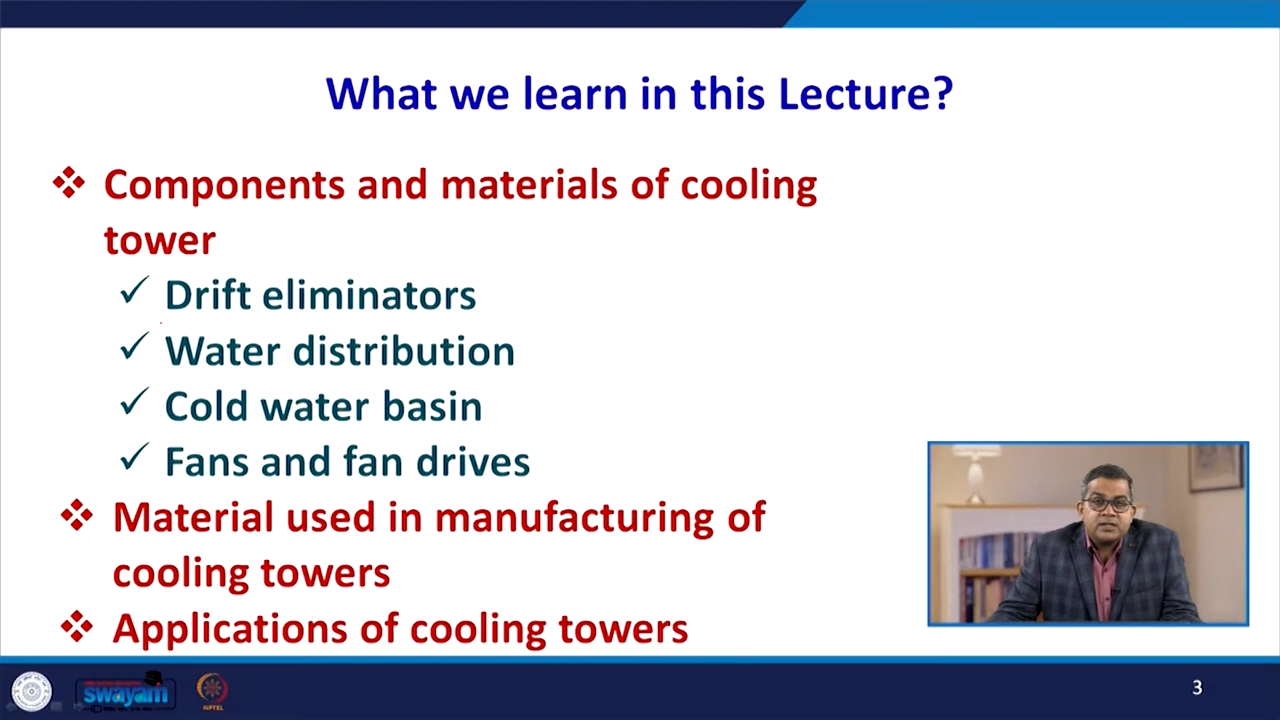 What we learn in this Lecture?
Components and materials of cooling
tower
Drift eliminators
Water distribution
Cold water basin
Fans and fan drives
Material used in manufacturing of
cooling towers
Applications of cooling towers
swayam
NPTEL
3